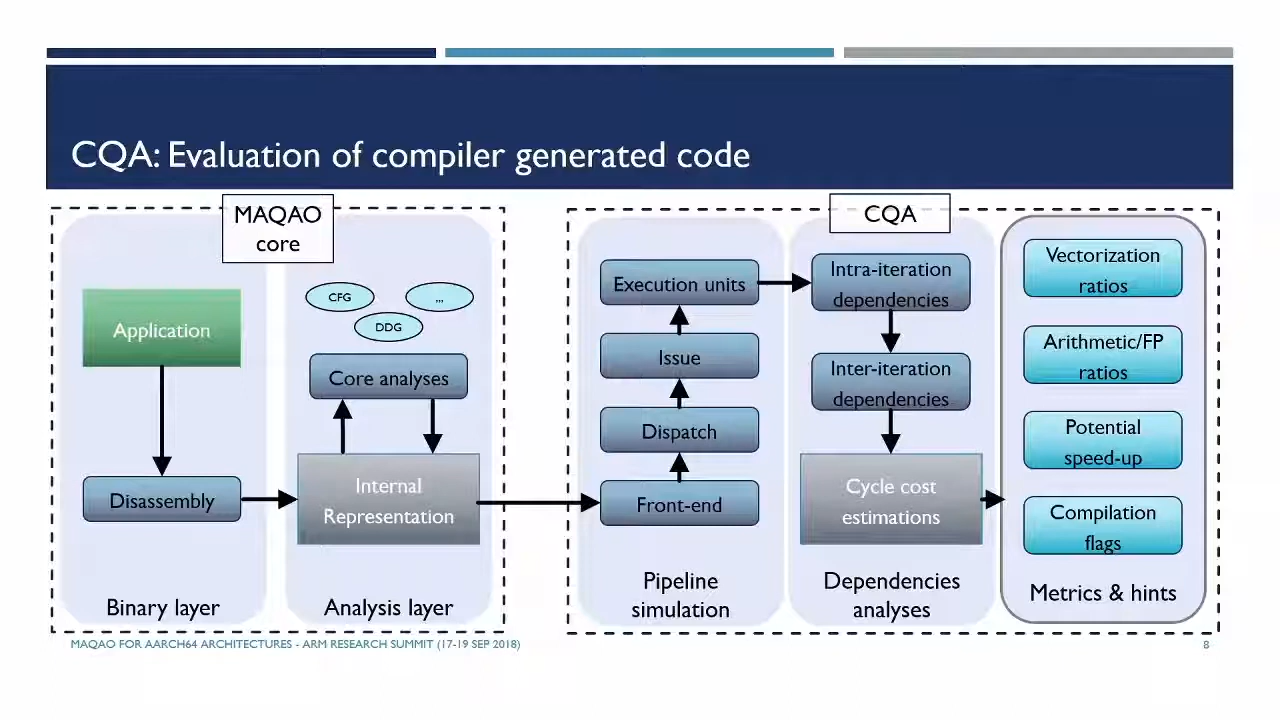 CQA: Evaluation of compiler generated code
MAQAO
core
Application
Disassembly
Binary layer
CFG
,,,
DDG
Core analyses
Internal
Representation
Analysis layer
CQA
Execution units
Issue
Dispatch
Front-end
Pipeline
simulation
Intra-iteration
dependencies
Inter-iteration
dependencies
Cycle cost
estimations
Dependencies
analyses
Vectorization
ratios
Arithmetic/FP
ratios
Potential
speed-up
Compilation
flags
Metrics & hints
MAQAO FOR AARCH64 ARCHITECTURES - ARM RESEARCH SUMMIT (17-19 SEP 2018)
8